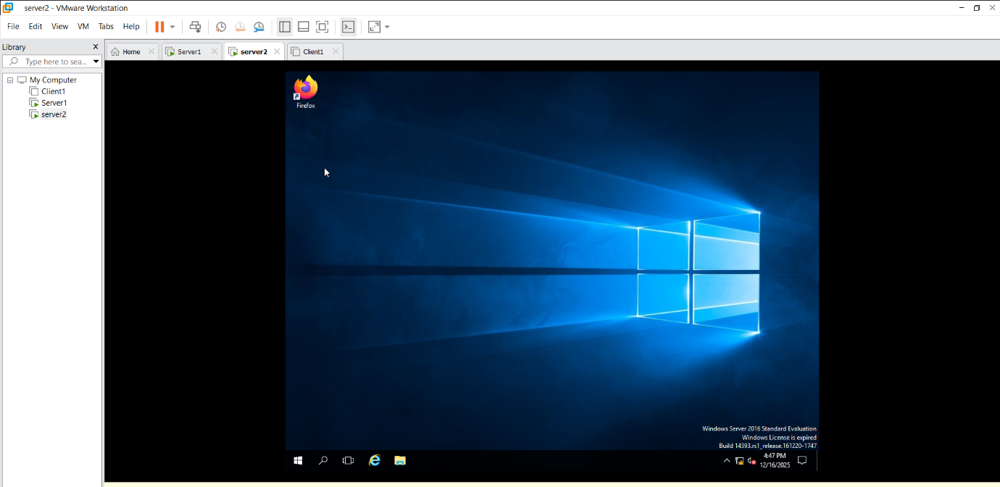 server2 - VMware Workstation
File Edit View VM Tabs Help
Library
Type here to sea...
My Computer
Client1
Server1
server2
Home
Server1
server2
Client1
Firefox
Windows Server 2016 Standard Evaluation
Windows License is expired
Build 14393.rs1_release.161220-1747
4:47 PM
12/16/2025